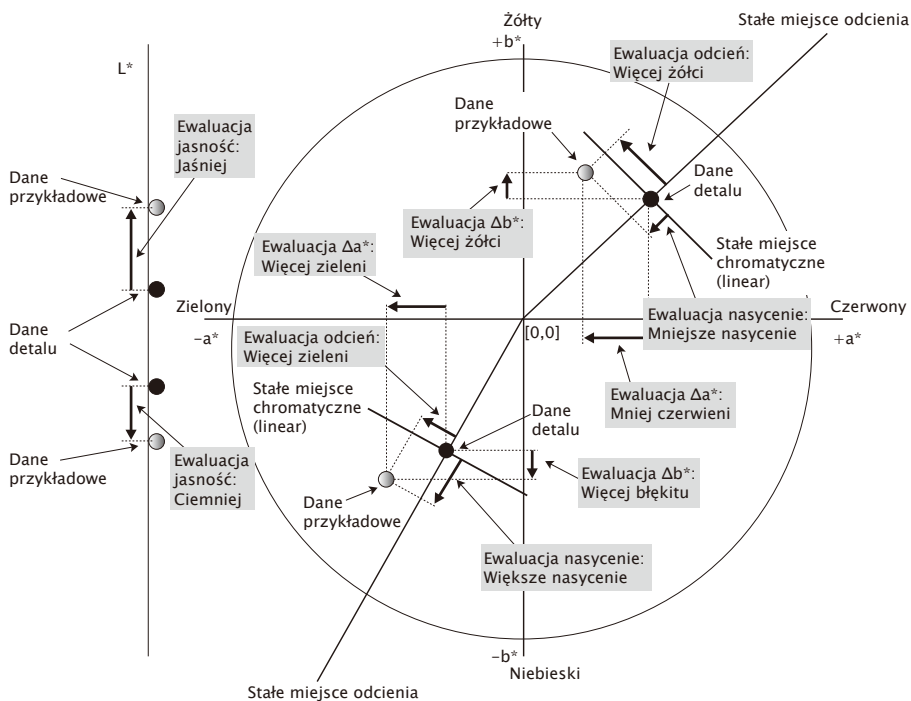 L*
Ewaluacja
jasność:
Jaśniej
Dane
przykładowe
Dane
detalu
Dane
przykładowe
Ewaluacja
jasność:
Ciemniej
Żółty
+b*
Stałe miejsce odcienia
Ewaluacja odcień:
Więcej żółci
Dane
przykładowe
Dane
detalu
Ewaluacja Δb*:
Więcej żółci
Stałe miejsce
chromatyczne
(linear)
Ewaluacja Δa*:
Więcej zieleni
Zielony
−a*
[0,0]
Ewaluacja nasycenie:
Mniejsze nasycenie
Czerwony
+a*
Ewaluacja odcień:
Więcej zieleni
Ewaluacja Δa*:
Mniej czerwieni
Stałe miejsce
chromatyczne
(linear)
Dane
detalu
Ewaluacja Δb*:
Więcej błękitu
Dane
przykładowe
Ewaluacja nasycenie:
Większe nasycenie
−b*
Niebieski
Stałe miejsce odcienia